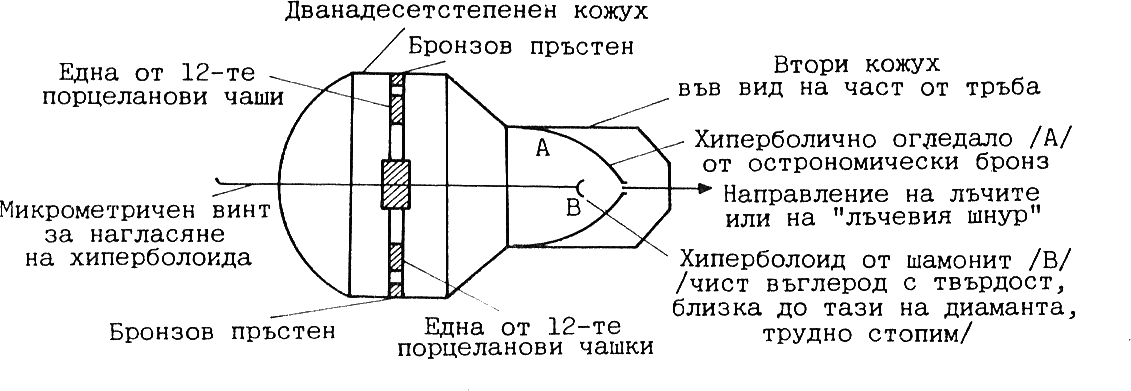 Дванадесетстепенен кожух
Бронзов пръстен
Една от 12-те
порцеланови чаши
Втори кожух
във вид на част от тръба
A
Хиперболично огледало /А/
от острономически бронз
B
Направление на лъчите
или на "лъчевия шнур"
Микрометричен винт
за нагласяне
на хиперболоида
Хиперболоид от шамонит /В/
/чист въглерод с твърдост,
близка до тази на диаманта,
трудно стопим/
Бронзов пръстен
Една от 12-те
порцеланови чашки